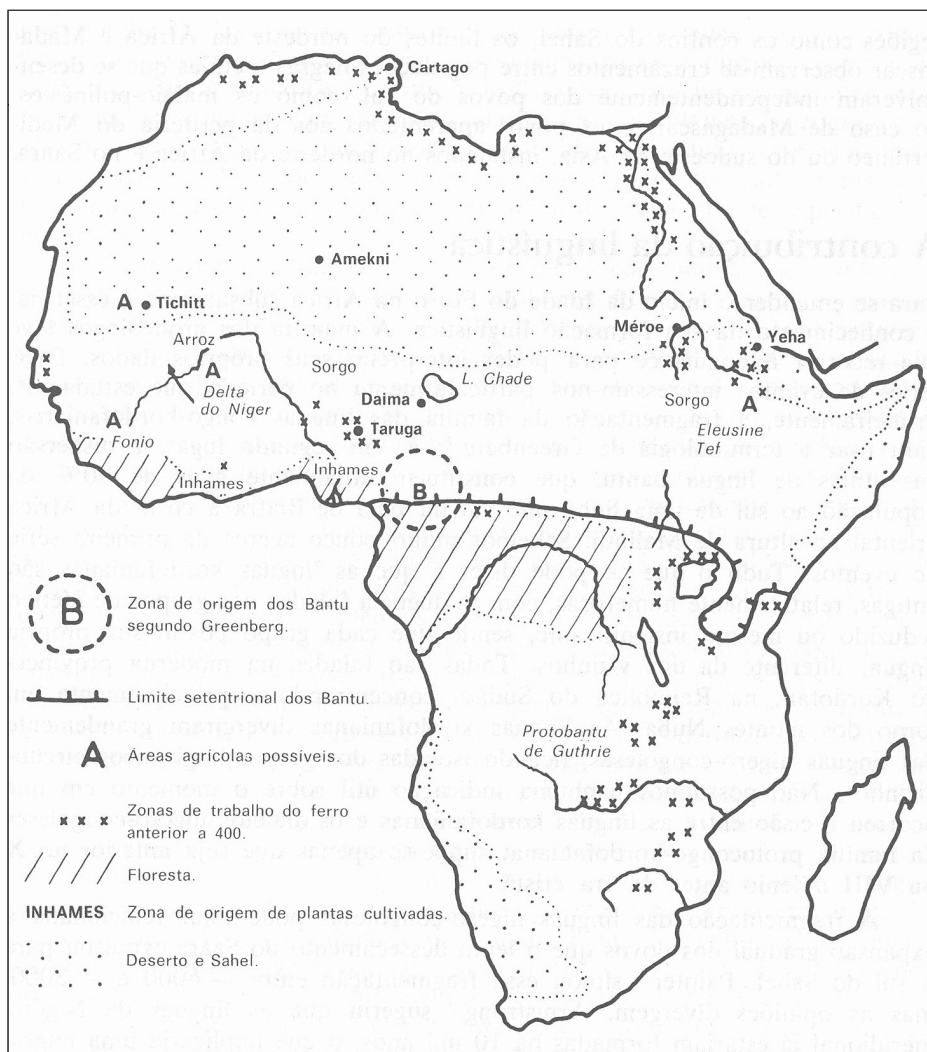 Cartago
Amekni
A Tichitt
Méroe
Yeha
Arroz
A
Delta
do Niger
Sorgo
L. Chade
Daima
Sorgo
A
A
Fonio
Taruga
Eleusine
Tef
Inhames
Inhames
A
B
Protobantu
de Guthrie
B
Zona de origem dos Bantu
segundo Greenberg.
Limite setentrional dos Bantu.
A
Áreas agrícolas possíveis.
x x x
Zonas de trabalho do ferro
anterior a 400.
Floresta.
INHAMES
Zona de origem de plantas cultivadas.
Deserto e Sahel.